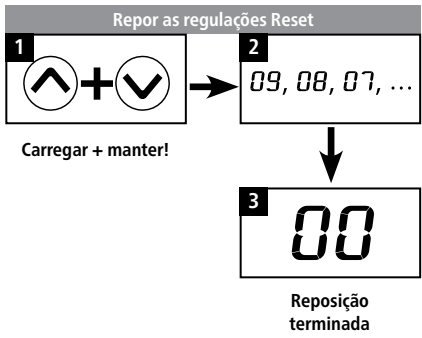 Repor as regulações Reset
1
+
2
09, 08, 07, ...
Carregar + manter!
3
00
Reposição
terminada